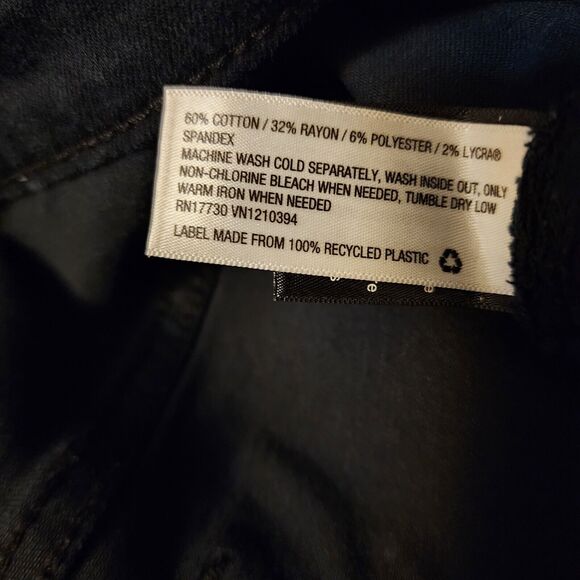 60% COTTON / 32% RAYON / 6% POLYESTER / 2% LYCRA®
SPANDEX
MACHINE WASH COLD SEPARATELY, WASH INSIDE OUT, ONLY
NON-CHLORINE BLEACH WHEN NEEDED, TUMBLE DRY LOW
WARM IRON WHEN NEEDED
RN17730 VN1210394
LABEL MADE FROM 100% RECYCLED PLASTIC